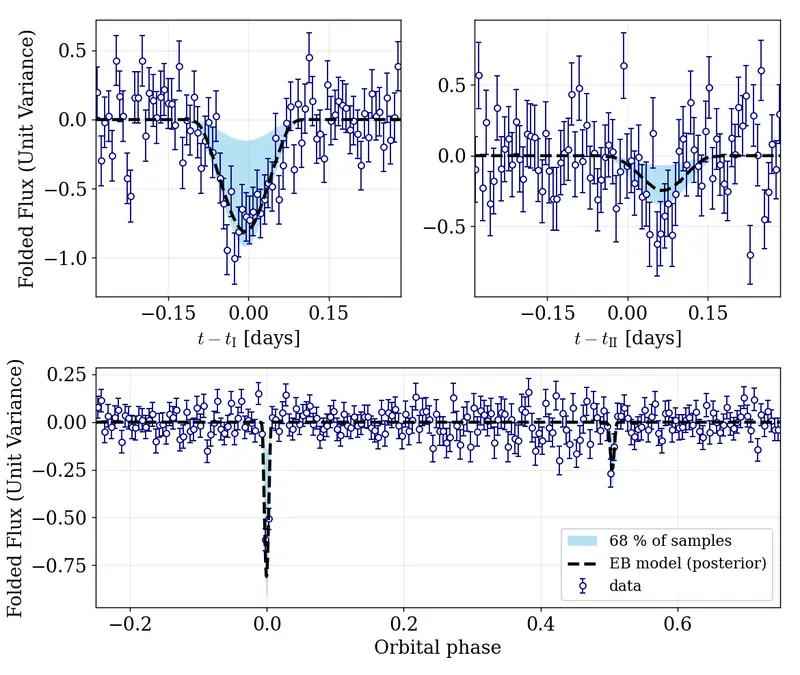 Folded Flux (Unit Variance)
0.5
0.0
−0.5
−1.0
−0.15
0.00
0.15
t − t_I [days]
0.5
0.0
−0.5
−0.15
0.00
0.15
t − t_II [days]
Folded Flux (Unit Variance)
0.25
0.00
−0.25
−0.50
−0.75
−0.2
0.0
0.2
0.4
0.6
Orbital phase
68 % of samples
EB model (posterior)
data